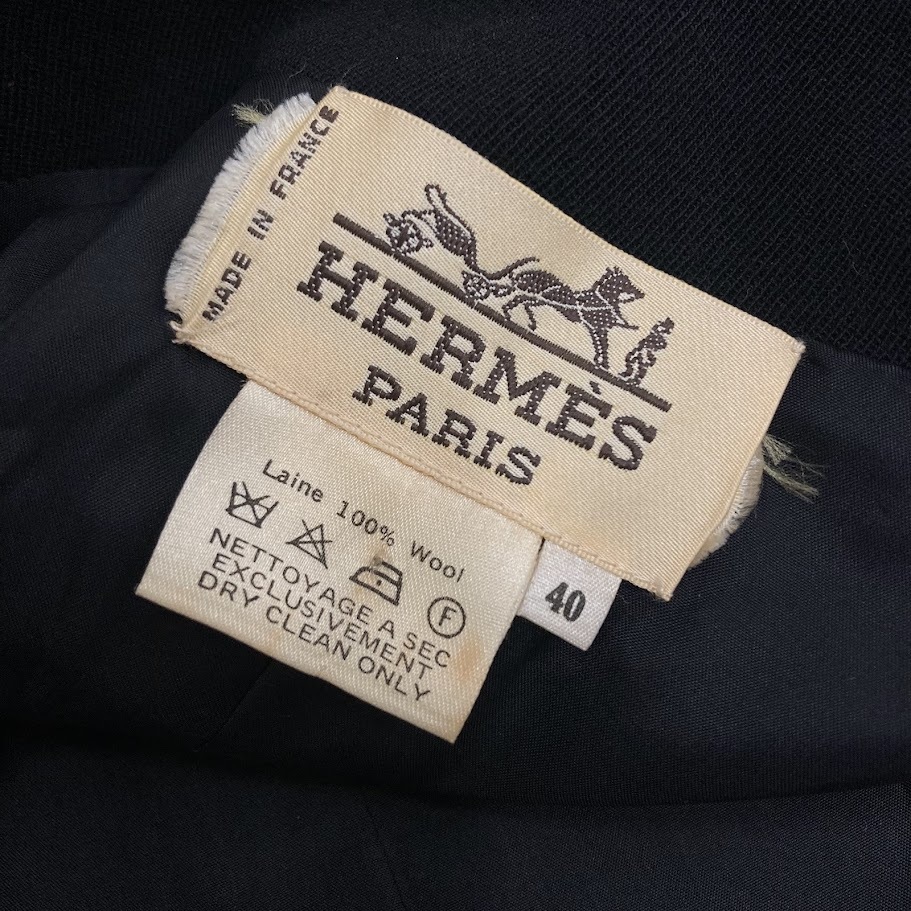 MADE IN FRANCE
HERMÈS
PARIS
Laine 100% Wool
F
NETTOYAGE A SEC
EXCLUSIVEMENT
DRY CLEAN ONLY
40